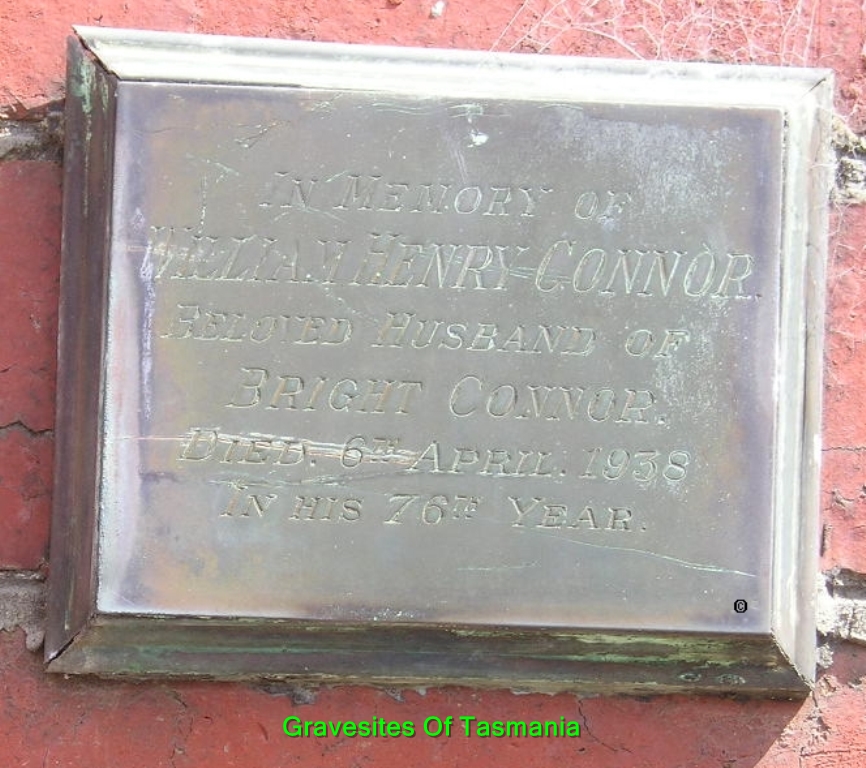 In Memory of
William Henry Connor.
Beloved Husband of
Bright Connor.
Died. 6th April. 1938
In his 76th Year.
©
Gravesites Of Tasmania